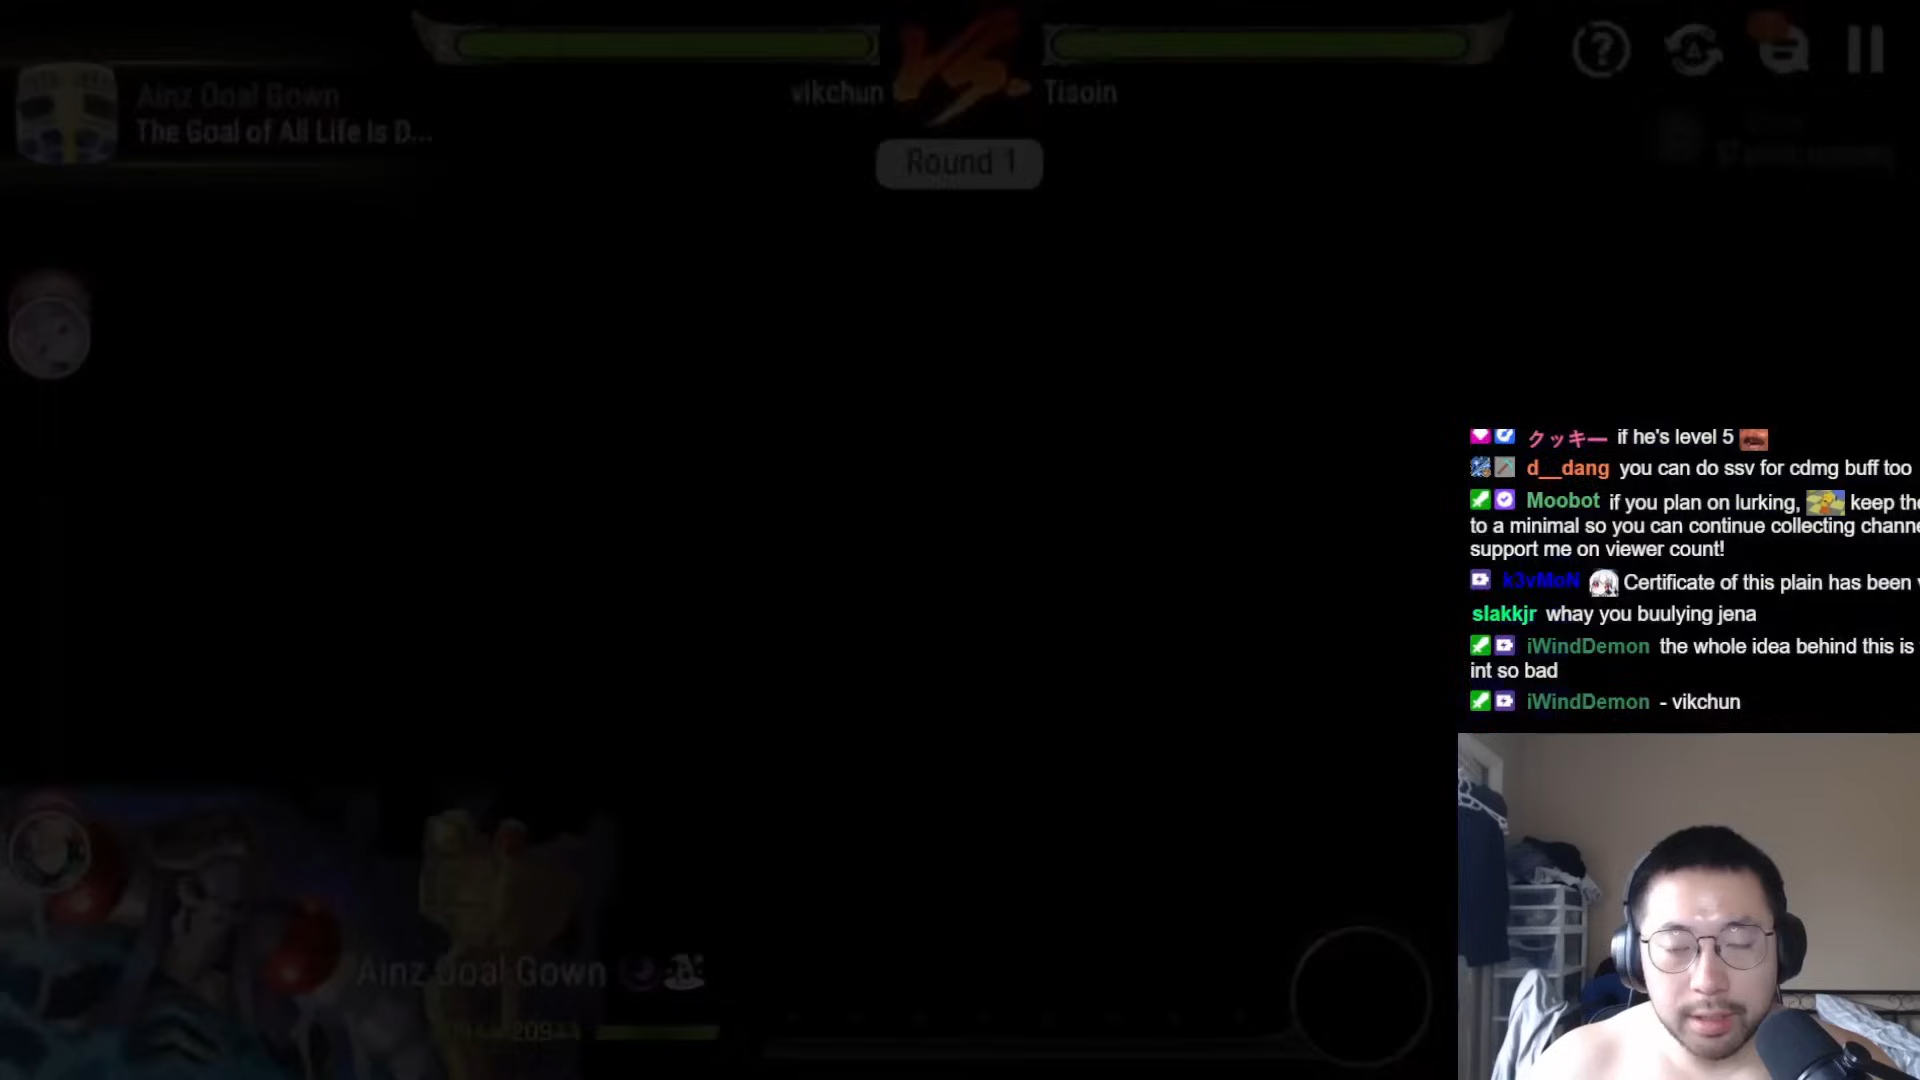 Ainz Ooal Gown
The Goal of All Life Is D...
vikchun
VS
Tisoin
Round 1
クッキー if he's level 5
d__dang you can do ssv for cdmg buff too
Moobot if you plan on lurking, keep the
to a minimal so you can continue collecting chann
support me on viewer count!
k3vMoN Certificate of this plain has been
slakkjr whay you buulying jena
iWindDemon the whole idea behind this is
int so bad
iWindDemon - vikchun
Ainz Ooal Gown